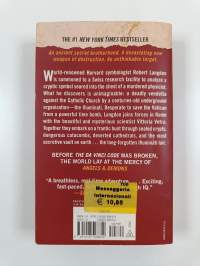 THE #1 NEW YORK TIMES BESTSELLER
An ancient secret brotherhood. A devastating new
weapon of destruction. An unthinkable target.
World-renowned Harvard symbologist Robert Langdon
is summoned to a Swiss research facility to analyze a
cryptic symbol seared into the chest of a murdered physicist.
What he discovers is unimaginable: a deadly vendetta
against the Catholic Church by a centuries-old underground
organization—the Illuminati. Desperate to save the Vatican
from a powerful time bomb, Langdon joins forces in Rome
with the beautiful and mysterious scientist Vittoria Vetra.
Together they embark on a frantic hunt through sealed crypts,
dangerous catacombs, deserted cathedrals, and the most
secretive vault on earth... the long-forgotten Illuminati lair.
BEFORE THE DA VINCI CODE WAS BROKEN,
THE WORLD LAY AT THE MERCY OF
ANGELS & DEMONS
"A breathless, real-time adventure.... Exciting,
fast-paced, with
Messaggerie
Internazionali
€ 10,85